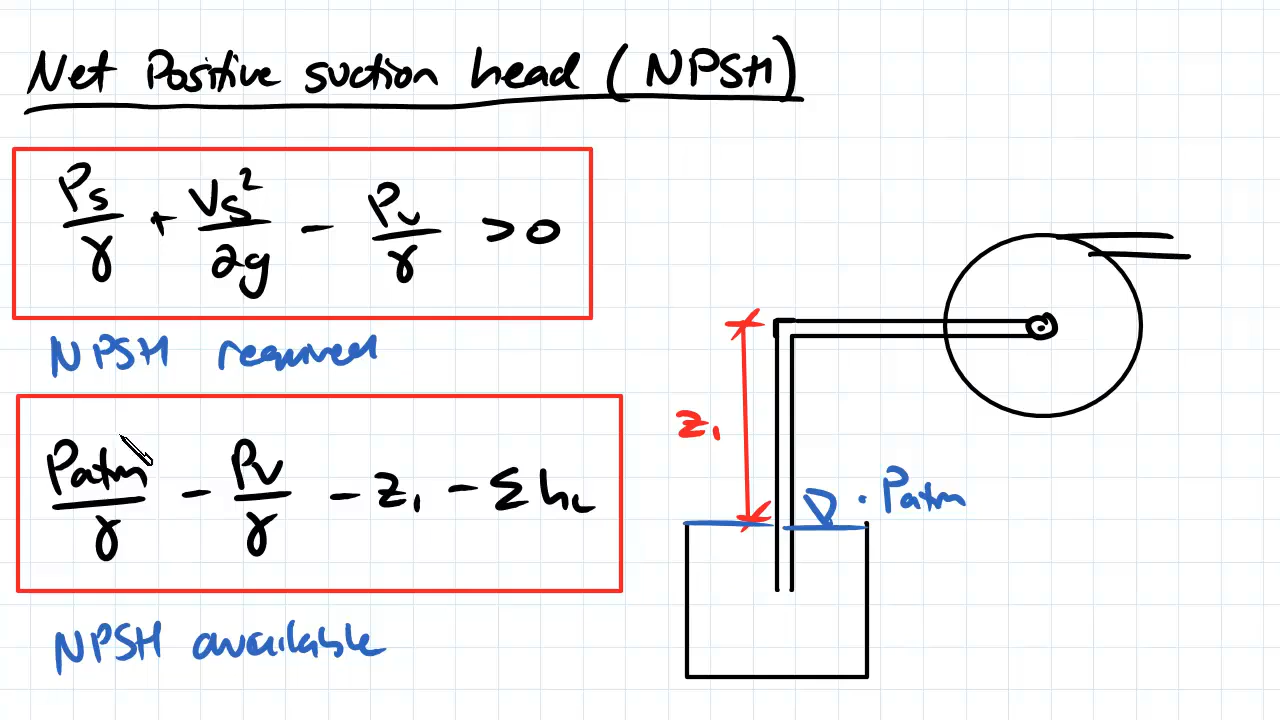 Net Positive suction head (NPSH)
Ps/γ + Vs²/2g - Pv/γ > 0
NPSH required
Patm/γ - Pv/γ - z₁ - Σ hL
NPSH available
z₁
Patm